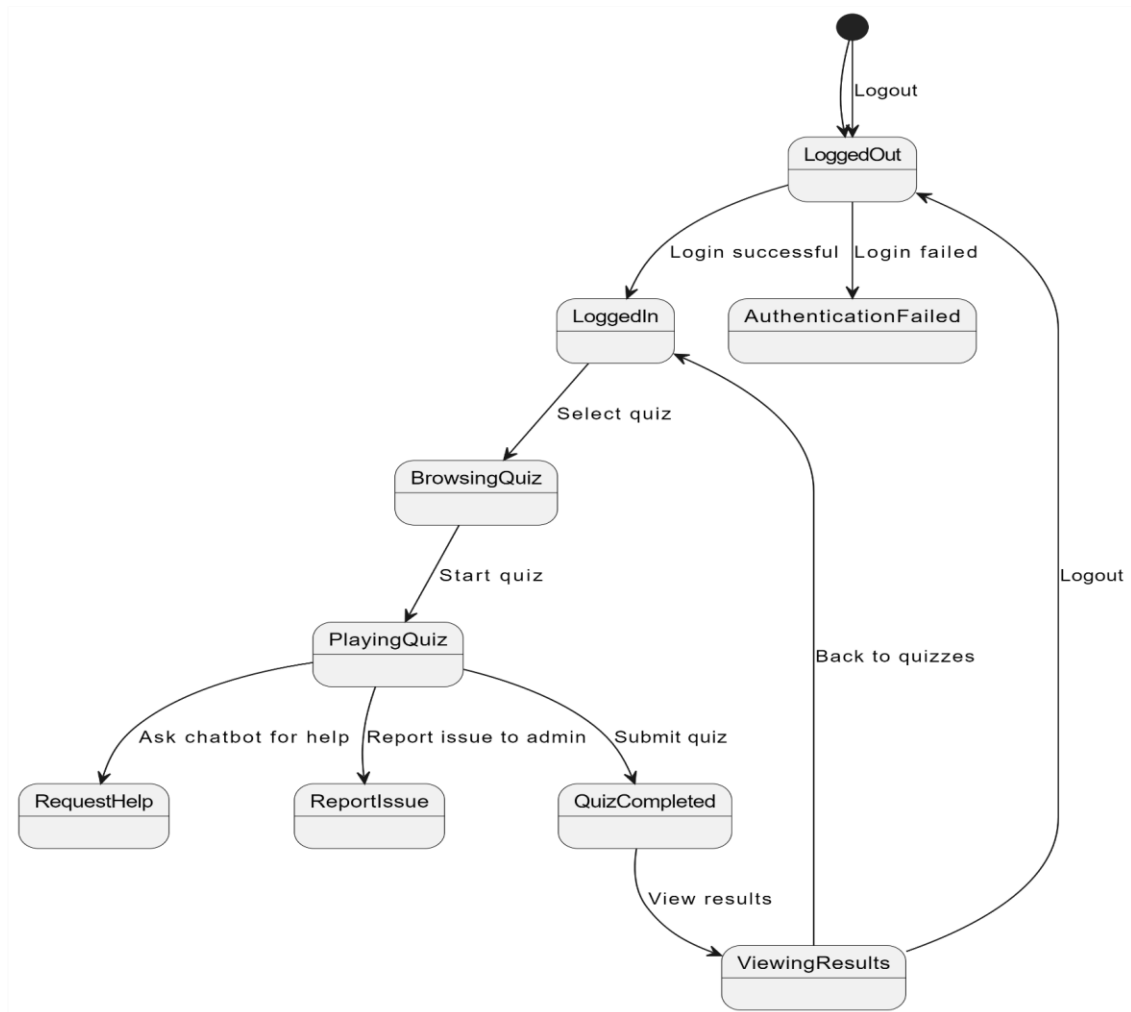 Logout
LoggedOut
Login successful
Login failed
LoggedIn
AuthenticationFailed
Select quiz
BrowsingQuiz
Start quiz
Logout
PlayingQuiz
Back to quizzes
Ask chatbot for help
Report issue to admin
Submit quiz
RequestHelp
ReportIssue
QuizCompleted
View results
ViewingResults